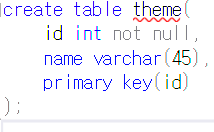 create table theme(
id int not null,
name varchar(45),
primary key(id)
);